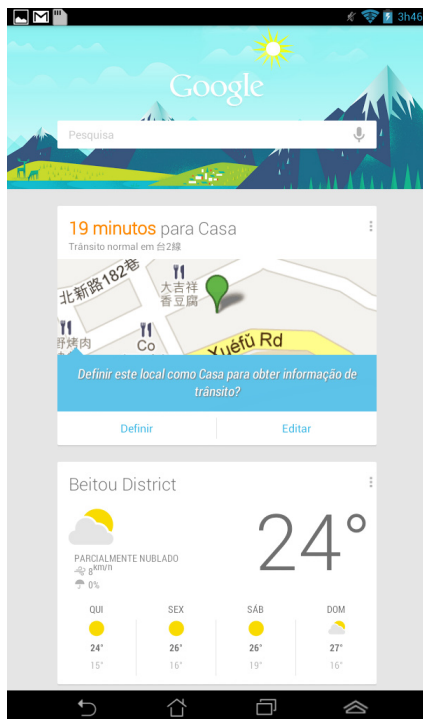 3h46
Google
Pesquisa
19 minutos para Casa
Trânsito normal em 台2線
北新路182巷
大吉祥
香豆腐
野烤肉
Co
Xuéfǔ Rd
Definir este local como Casa para obter informação de
trânsito?
Definir
Editar
Beitou District
24°
PARCIALMENTE NUBLADO
8km/h
0%
QUI SEX SÁB DOM
24° 26° 26° 27°
15° 16° 19° 16°